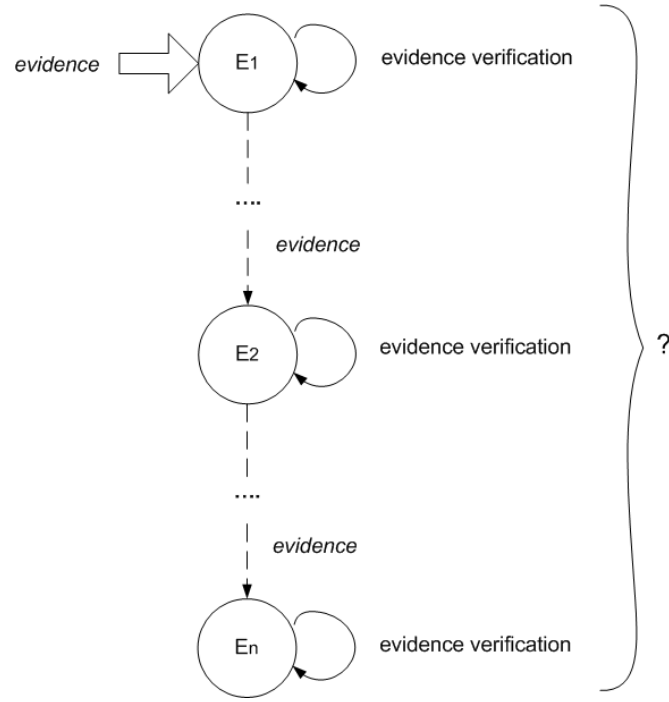 evidence
E1
evidence verification
....
evidence
E2
evidence verification
?
....
evidence
En
evidence verification